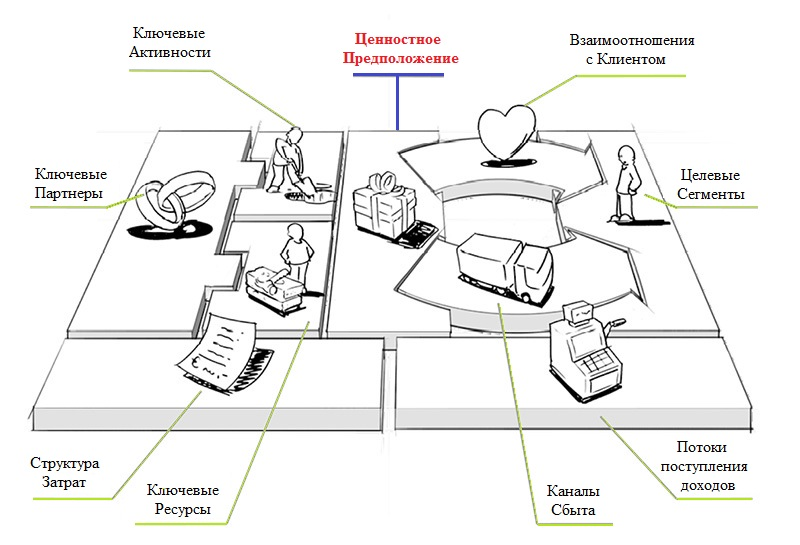 Ключевые
Активности
Ценностное
Предположение
Взаимоотношения
с Клиентом
Ключевые
Партнеры
Целевые
Сегменты
Структура
Затрат
Ключевые
Ресурсы
Каналы
Сбыта
Потоки
поступления
доходов